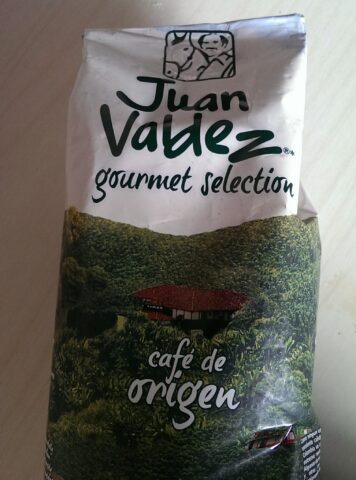 Juan
Valdez®
gourmet selection
café de
origen